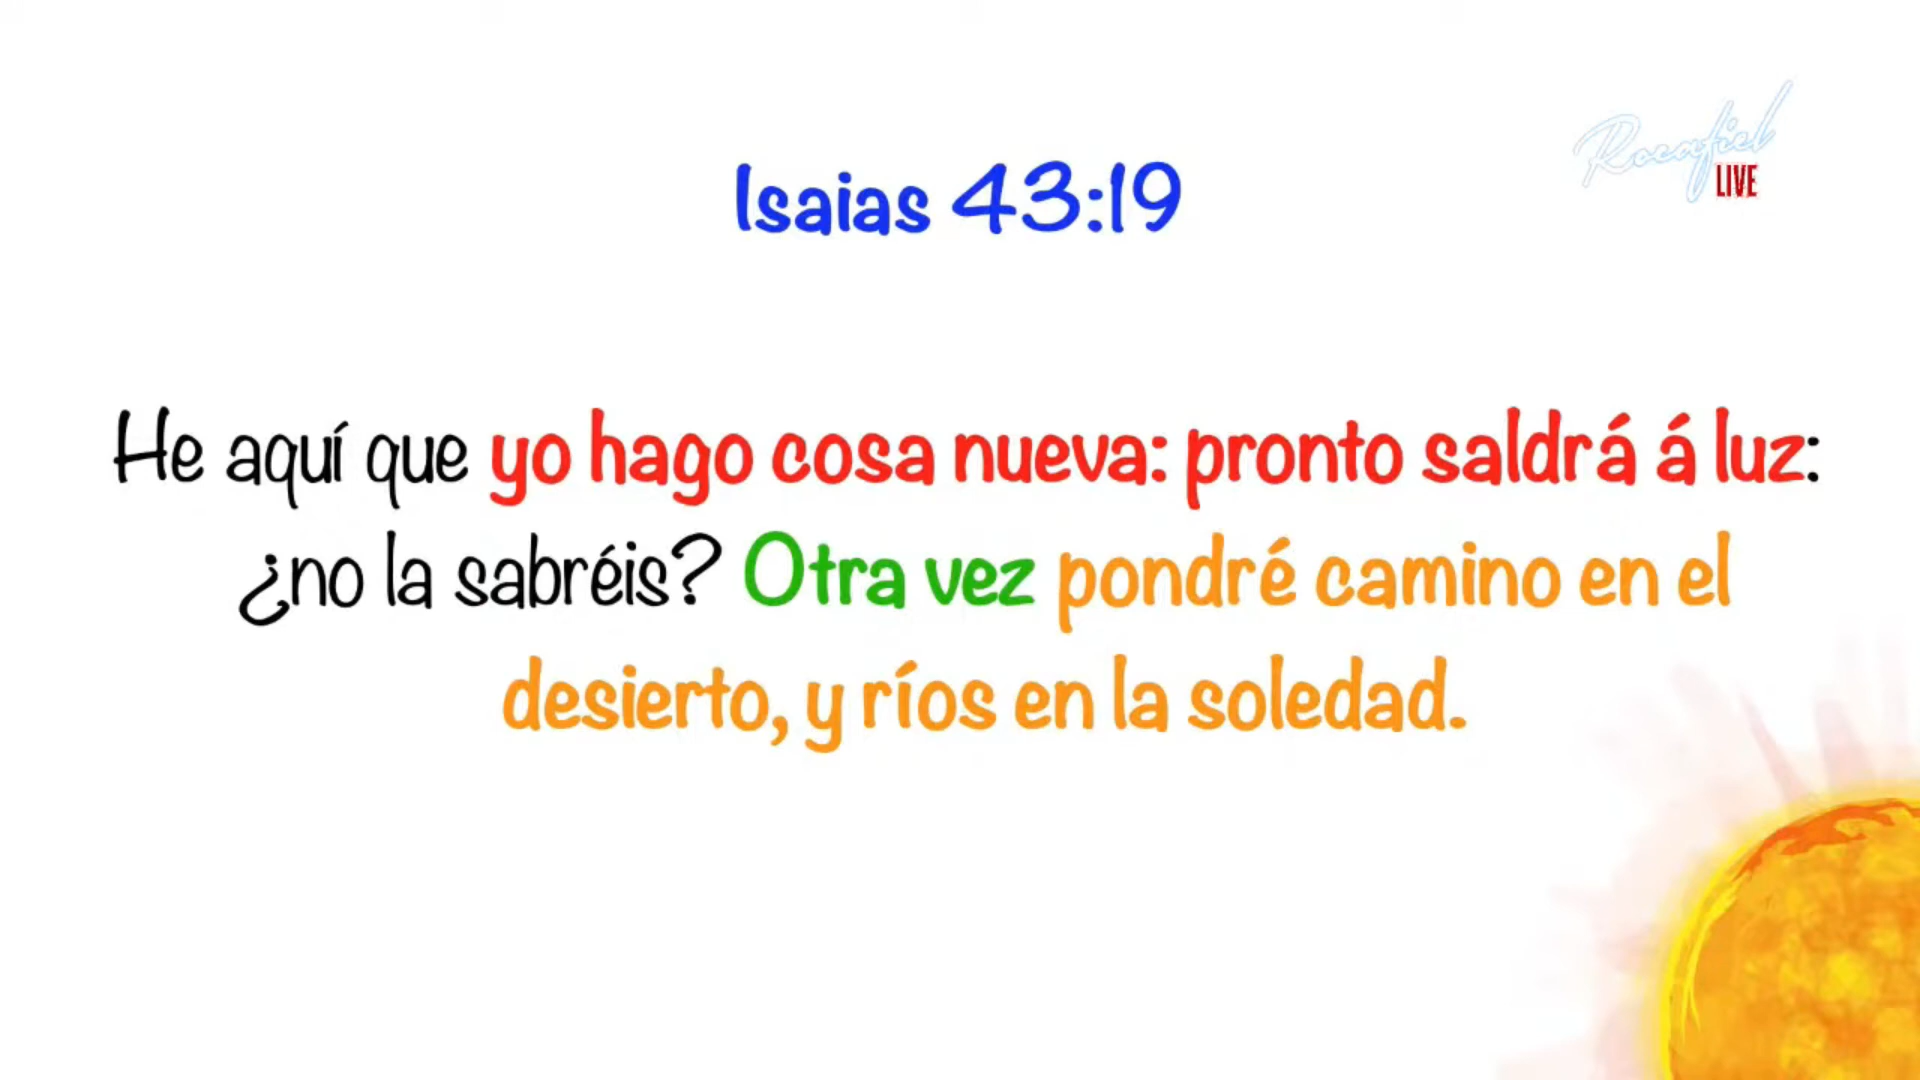 Rocafiel
LIVE
Isaias 43:19
He aquí que yo hago cosa nueva: pronto saldrá á luz:
¿no la sabréis? Otra vez pondré camino en el
desierto, y ríos en la soledad.